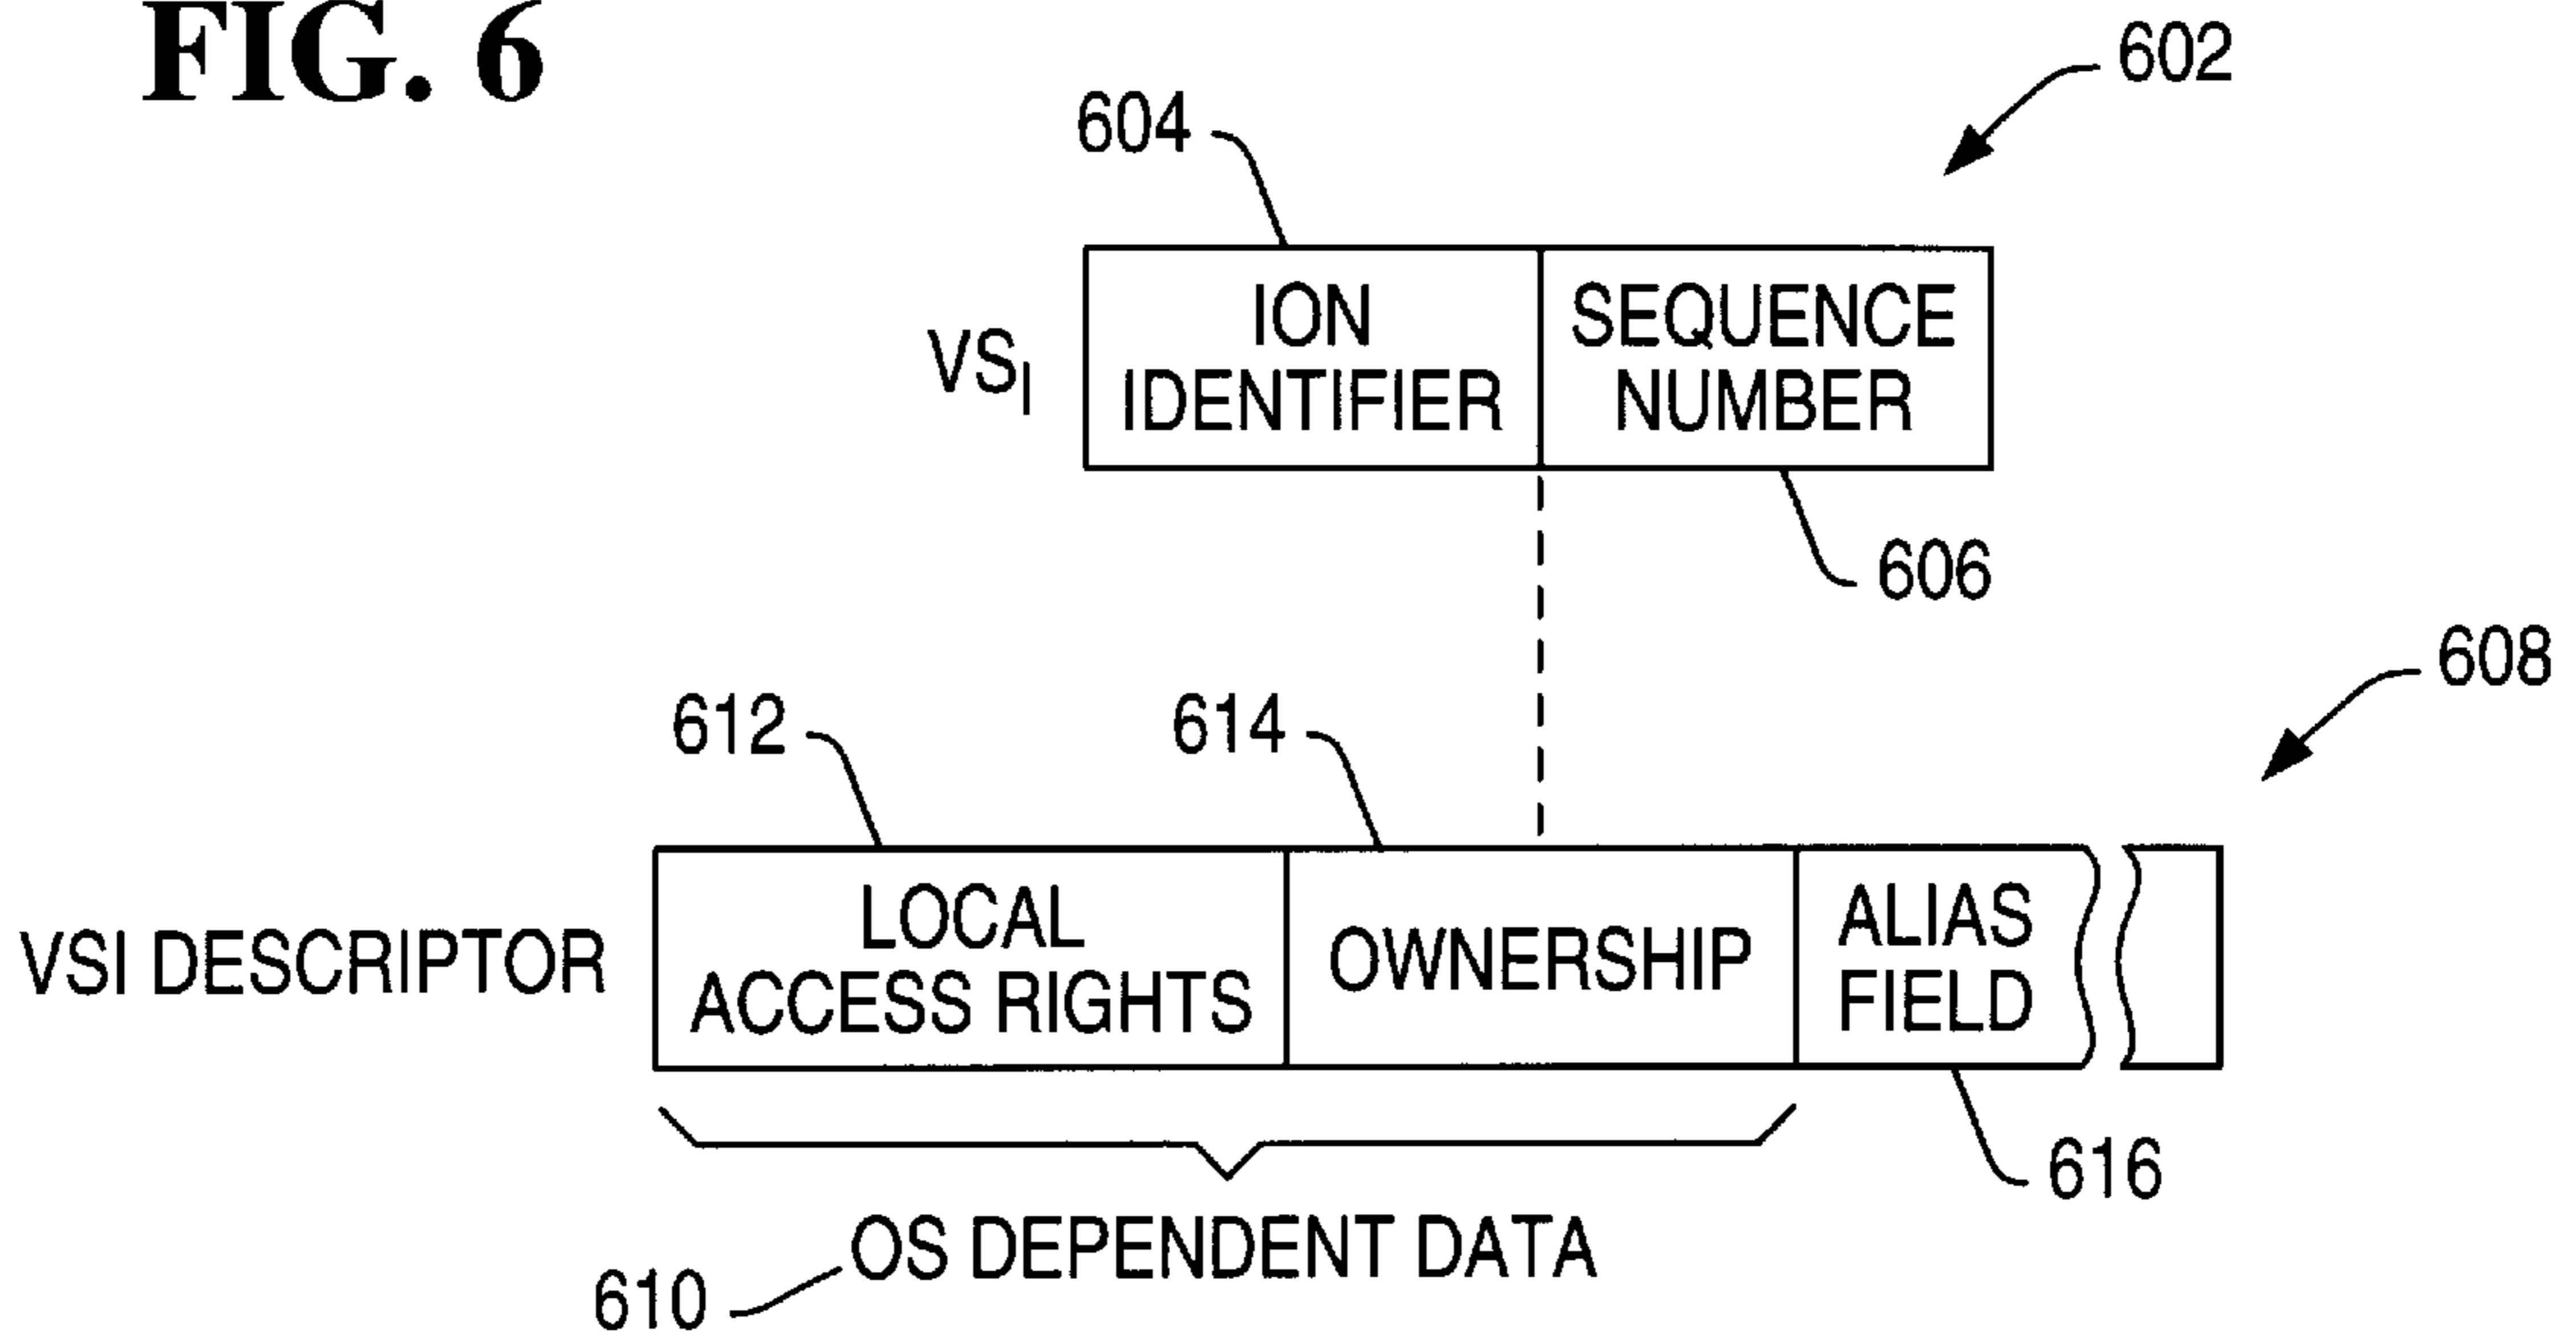 FIG. 6
602
604
ION
IDENTIFIER
SEQUENCE
NUMBER
VSI
606
608
612
614
VSI DESCRIPTOR
LOCAL
ACCESS RIGHTS
OWNERSHIP
ALIAS
FIELD
616
OS DEPENDENT DATA
610